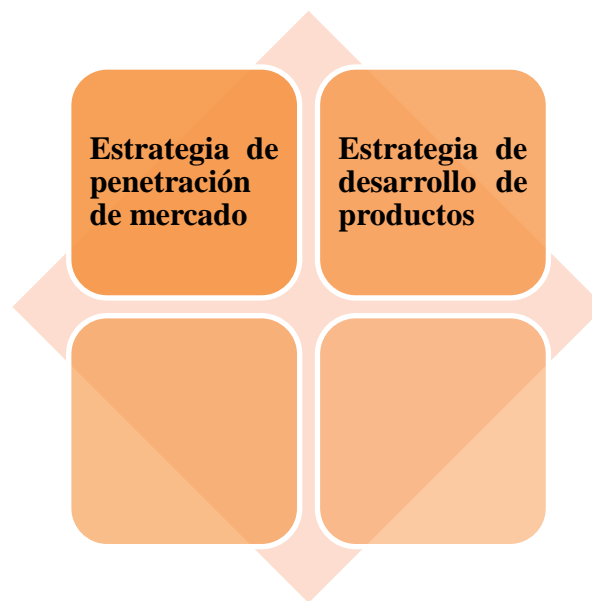 Estrategia de
penetración
de mercado
Estrategia de
desarrollo de
productos